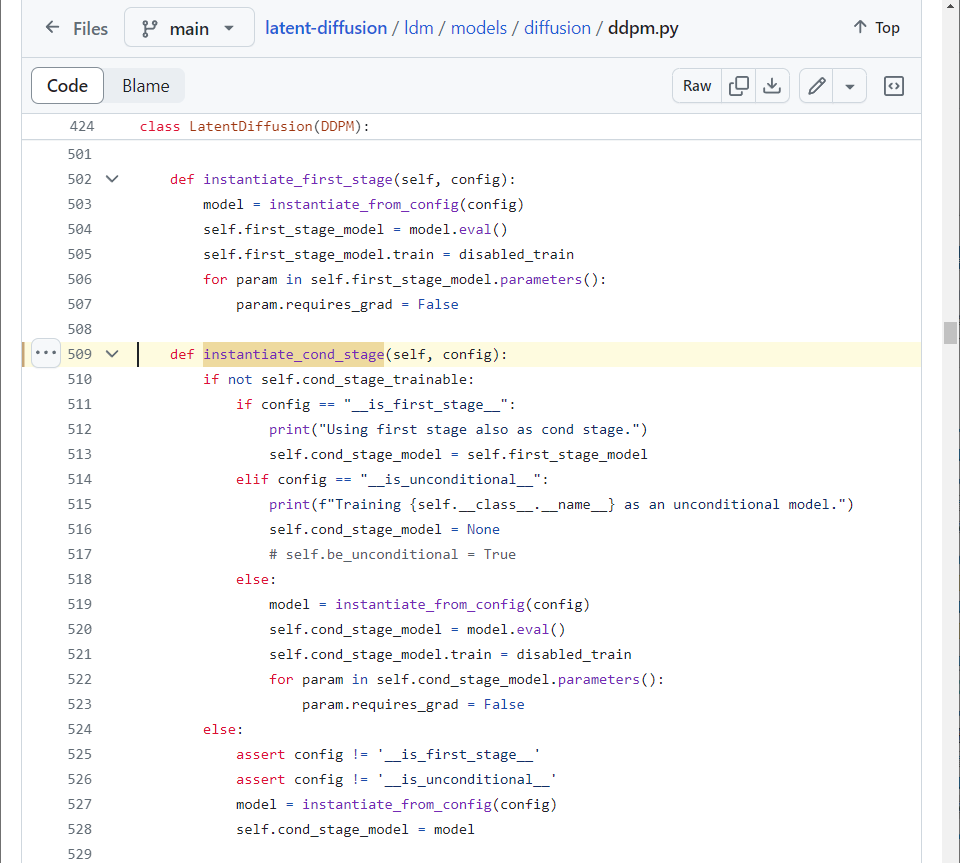 Files main latent-diffusion / ldm / models / diffusion / ddpm.py Top
Code Blame Raw
424 class LatentDiffusion(DDPM):
501
502 def instantiate_first_stage(self, config):
503 model = instantiate_from_config(config)
504 self.first_stage_model = model.eval()
505 self.first_stage_model.train = disabled_train
506 for param in self.first_stage_model.parameters():
507 param.requires_grad = False
508
509 def instantiate_cond_stage(self, config):
510 if not self.cond_stage_trainable:
511 if config == "__is_first_stage__":
512 print("Using first stage also as cond stage.")
513 self.cond_stage_model = self.first_stage_model
514 elif config == "__is_unconditional__":
515 print(f"Training {self.__class__.__name__} as an unconditional model.")
516 self.cond_stage_model = None
517 # self.be_unconditional = True
518 else:
519 model = instantiate_from_config(config)
520 self.cond_stage_model = model.eval()
521 self.cond_stage_model.train = disabled_train
522 for param in self.cond_stage_model.parameters():
523 param.requires_grad = False
524 else:
525 assert config != '__is_first_stage__'
526 assert config != '__is_unconditional__'
527 model = instantiate_from_config(config)
528 self.cond_stage_model = model
529